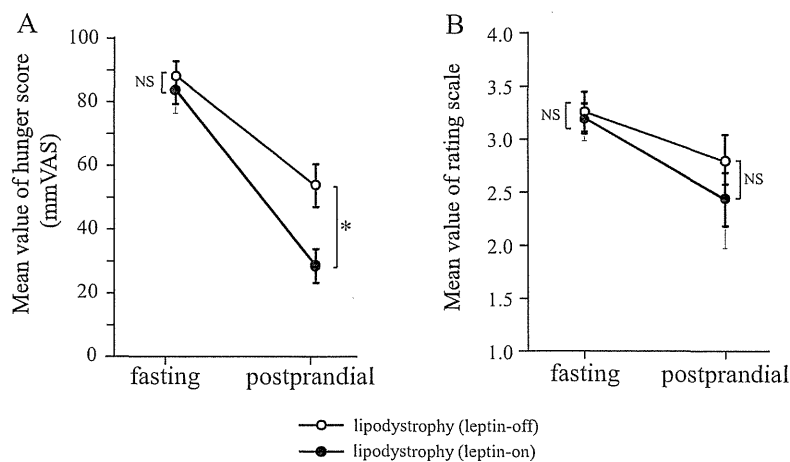 A
Mean value of hunger score
(mmVAS)
100
80
60
40
20
0
NS
*
fasting
postprandial
B
Mean value of rating scale
4.0
3.5
3.0
2.5
2.0
1.5
1.0
NS
NS
fasting
postprandial
lipodystrophy (leptin-off)
lipodystrophy (leptin-on)